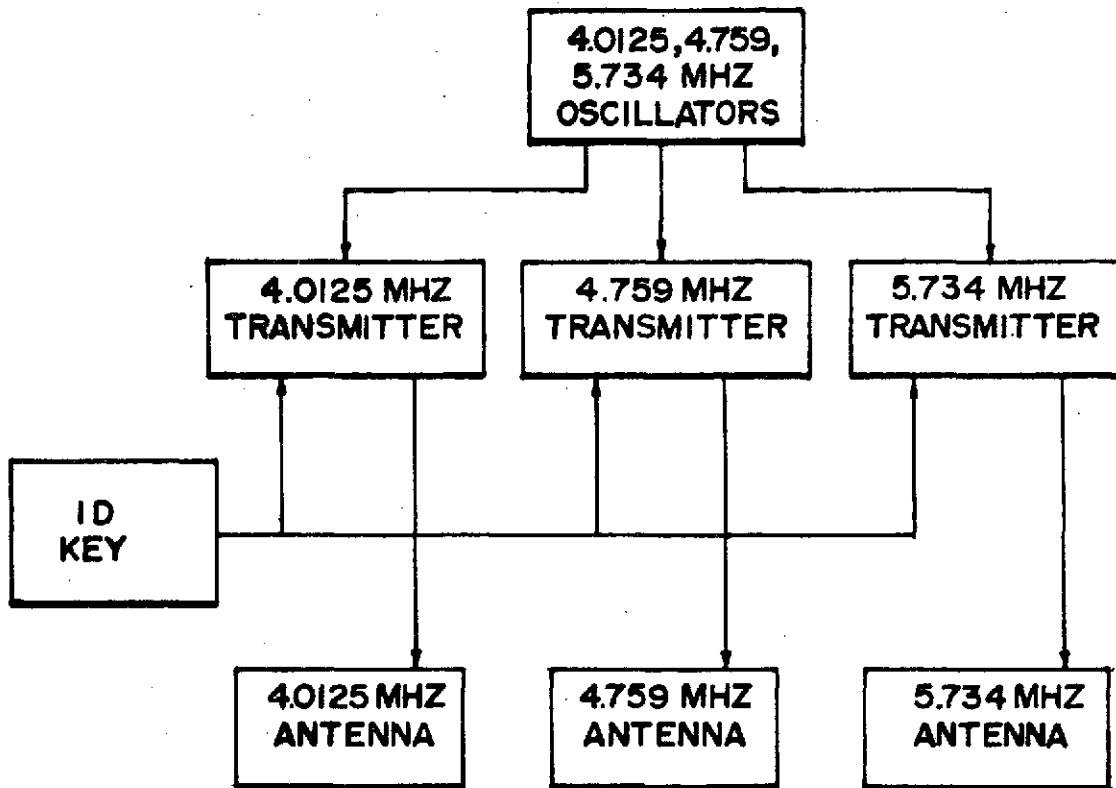 4.0125, 4.759,
5.734 MHZ
OSCILLATORS
4.0125 MHZ
TRANSMITTER
4.759 MHZ
TRANSMITTER
5.734 MHZ
TRANSMITTER
ID
KEY
4.0125 MHZ
ANTENNA
4.759 MHZ
ANTENNA
5.734 MHZ
ANTENNA